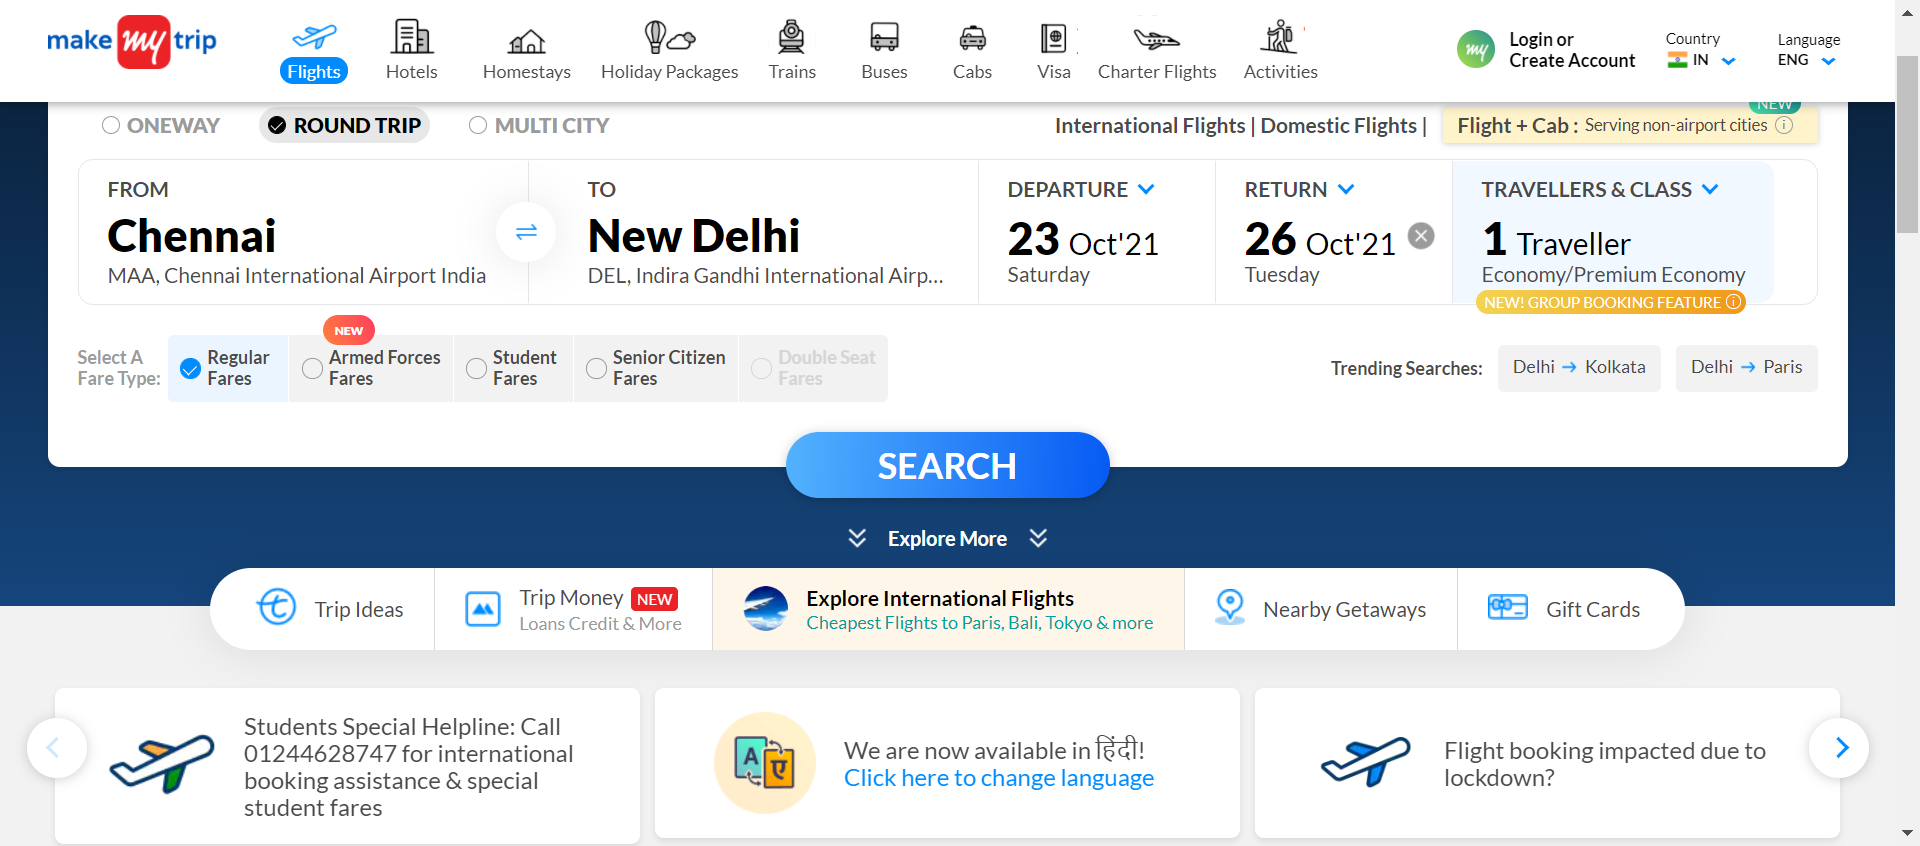 make my trip
Flights
Hotels
Homestays
Holiday Packages
Trains
Buses
Cabs
Visa
Charter Flights
Activities
my
Login or
Create Account
Country
IN
Language
ENG
ONEWAY
ROUND TRIP
MULTI CITY
International Flights | Domestic Flights |
NEW
Flight + Cab : Serving non-airport cities
FROM
Chennai
MAA, Chennai International Airport India
TO
New Delhi
DEL, Indira Gandhi International Airp...
DEPARTURE
23 Oct'21
Saturday
RETURN
26 Oct'21
Tuesday
TRAVELLERS & CLASS
1 Traveller
Economy/Premium Economy
NEW! GROUP BOOKING FEATURE
Select A
Fare Type:
Regular
Fares
NEW
Armed Forces
Fares
Student
Fares
Senior Citizen
Fares
Double Seat
Fares
Trending Searches:
Delhi → Kolkata
Delhi → Paris
SEARCH
Explore More
Trip Ideas
Trip Money NEW
Loans Credit & More
Explore International Flights
Cheapest Flights to Paris, Bali, Tokyo & more
Nearby Getaways
Gift Cards
Students Special Helpline: Call
01244628747 for international
booking assistance & special
student fares
A
ए
We are now available in हिंदी!
Click here to change language
Flight booking impacted due to
lockdown?